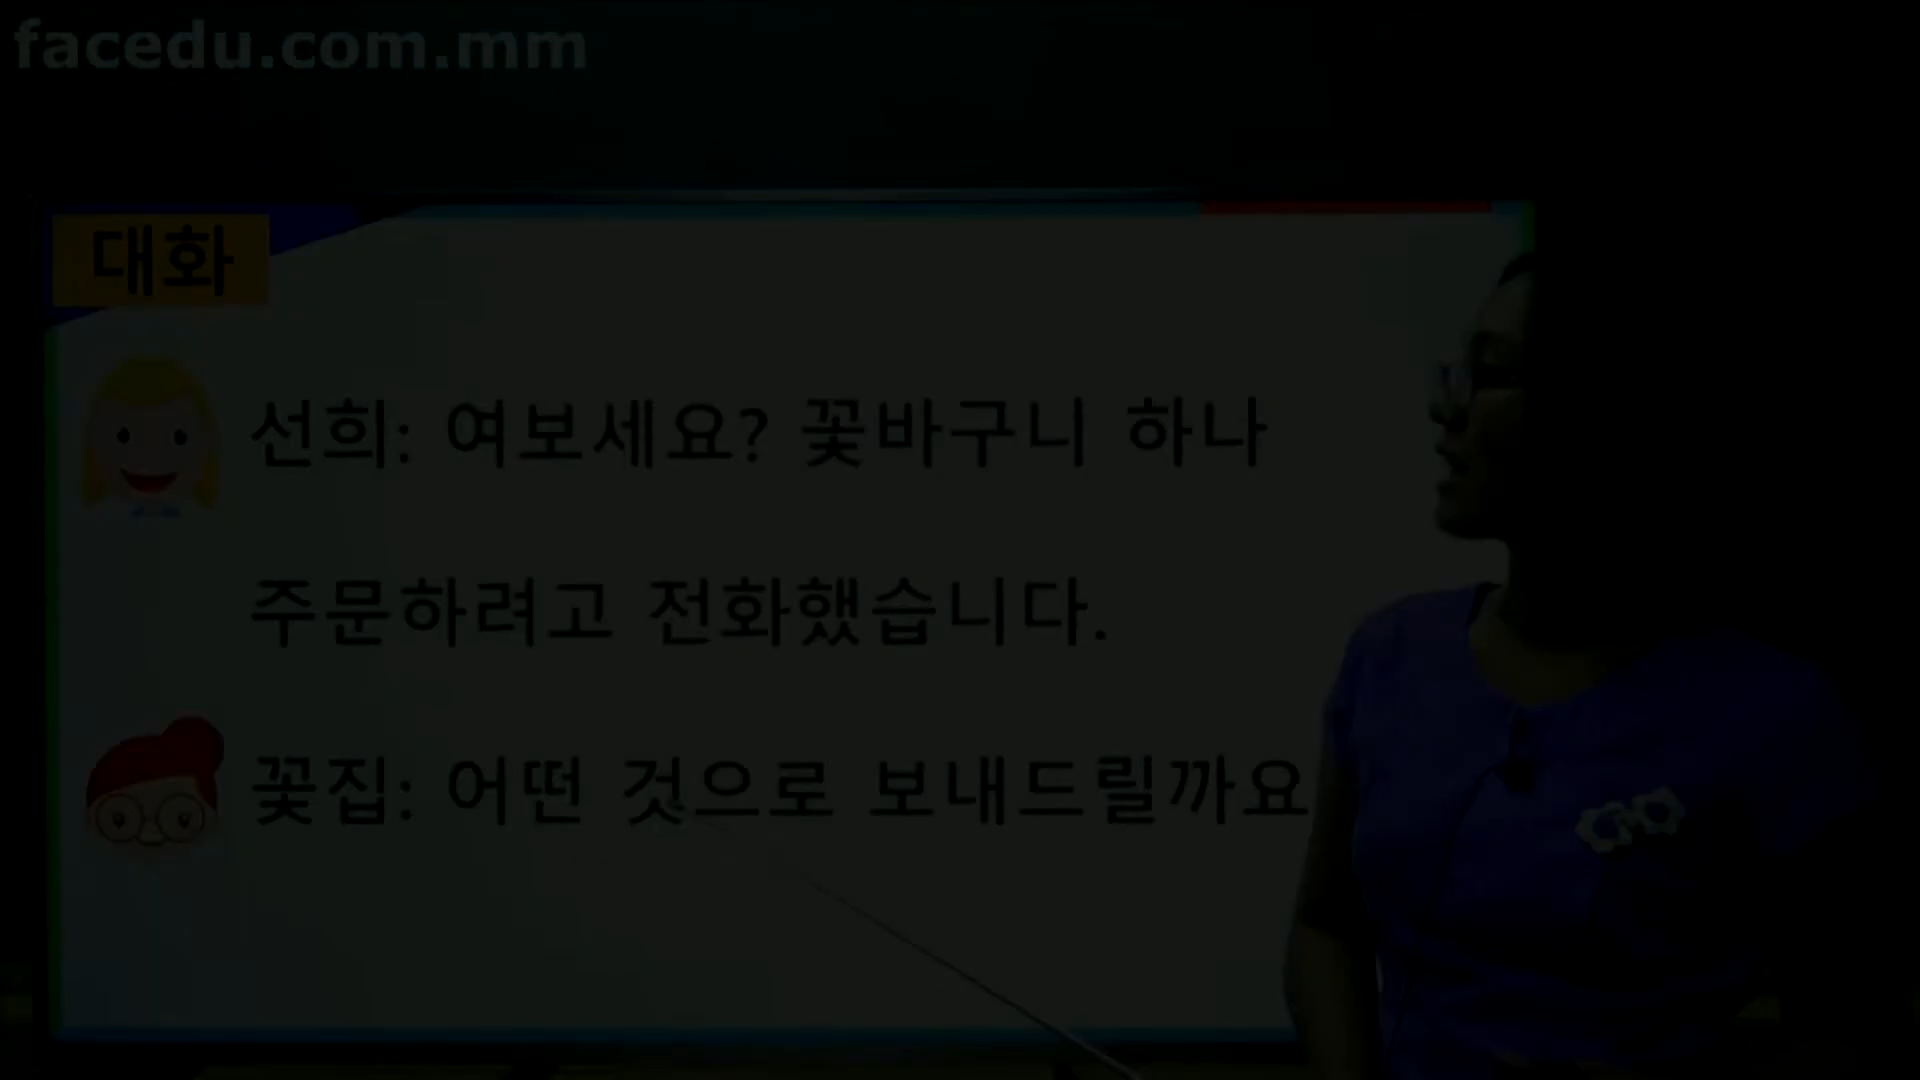 facedu.com.mm
대화
선희: 여보세요? 꽃바구니 하나
주문하려고 전화했습니다.
꽃집: 어떤 것으로 보내드릴까요